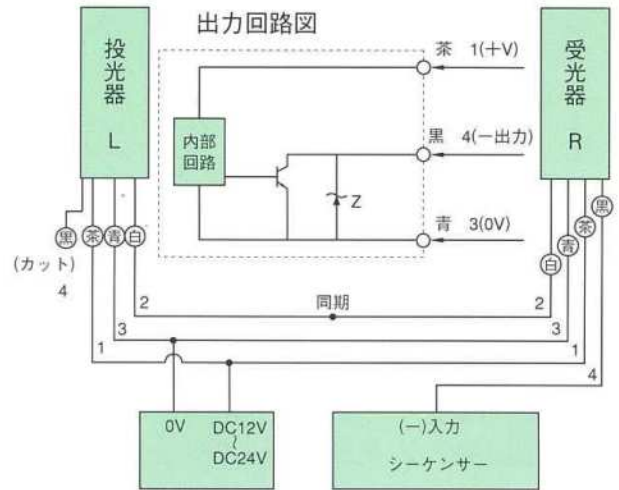 出力回路図
投光器
L
内部
回路
茶 1(＋V)
黒 4(ー出力)
Z
青 3(0V)
受光器
R
黒
茶
青
白
(カット)
4
白
青
茶
黒
2
同期
2
3
3
1
1
4
0V
DC12V
〜
DC24V
(ー)入力
シーケンサー